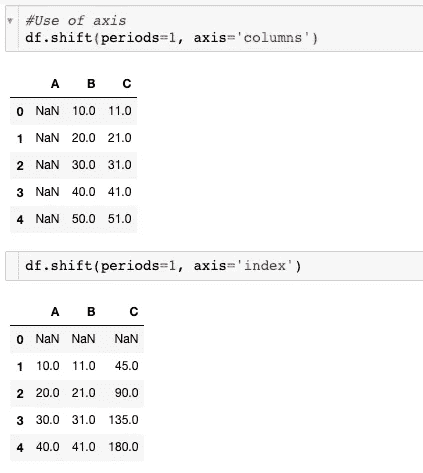 #Use of axis
df.shift(periods=1, axis='columns')
A B C
0 NaN 10.0 11.0
1 NaN 20.0 21.0
2 NaN 30.0 31.0
3 NaN 40.0 41.0
4 NaN 50.0 51.0
df.shift(periods=1, axis='index')
A B C
0 NaN NaN NaN
1 10.0 11.0 45.0
2 20.0 21.0 90.0
3 30.0 31.0 135.0
4 40.0 41.0 180.0